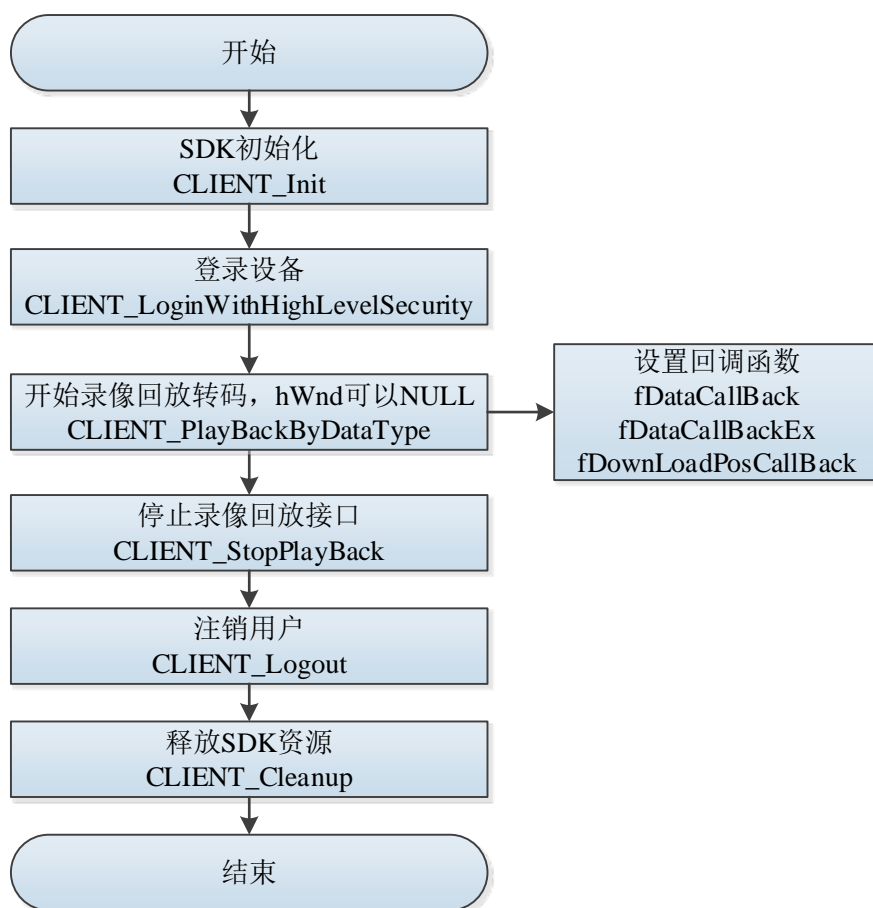 开始
SDK初始化
CLIENT_Init
登录设备
CLIENT_LoginWithHighLevelSecurity
开始录像回放转码，hWnd可以NULL
CLIENT_PlayBackByDataType
设置回调函数
fDataCallBack
fDataCallBackEx
fDownLoadPosCallBack
停止录像回放接口
CLIENT_StopPlayBack
注销用户
CLIENT_Logout
释放SDK资源
CLIENT_Cleanup
结束